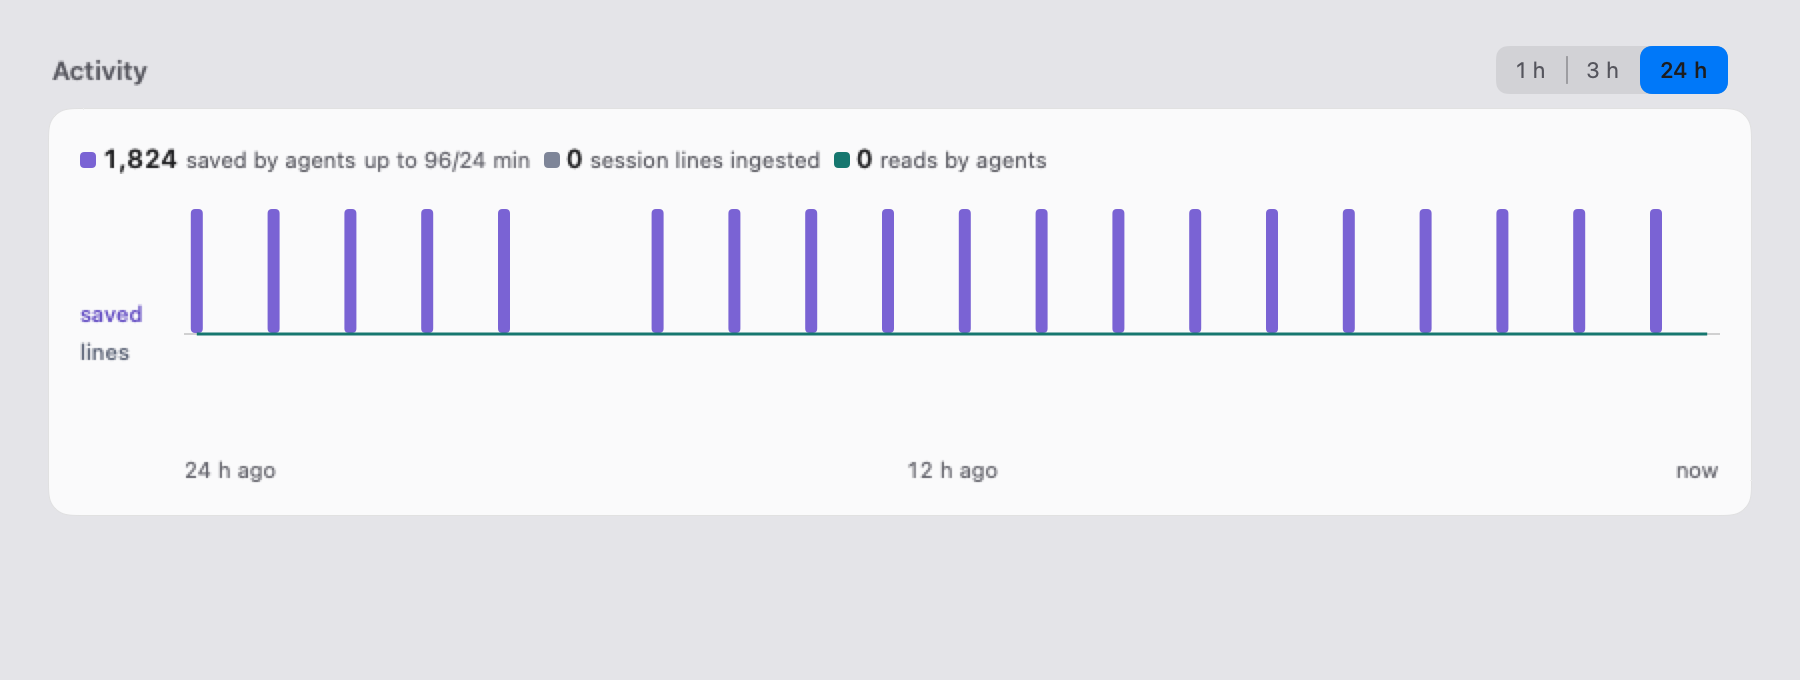 Activity
1 h
3 h
24 h
1,824 saved by agents up to 96/24 min 0 session lines ingested 0 reads by agents
saved
lines
24 h ago
12 h ago
now